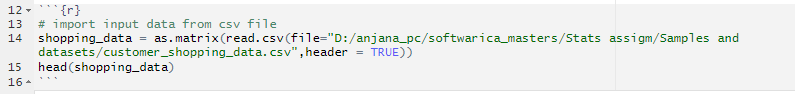 12 ```{r}
13 # import input data from csv file
14 shopping_data = as.matrix(read.csv(file="D:/anjana_pc/softwarica_masters/Stats assigm/Samples and
datasets/customer_shopping_data.csv",header = TRUE))
15 head(shopping_data)
16 ```